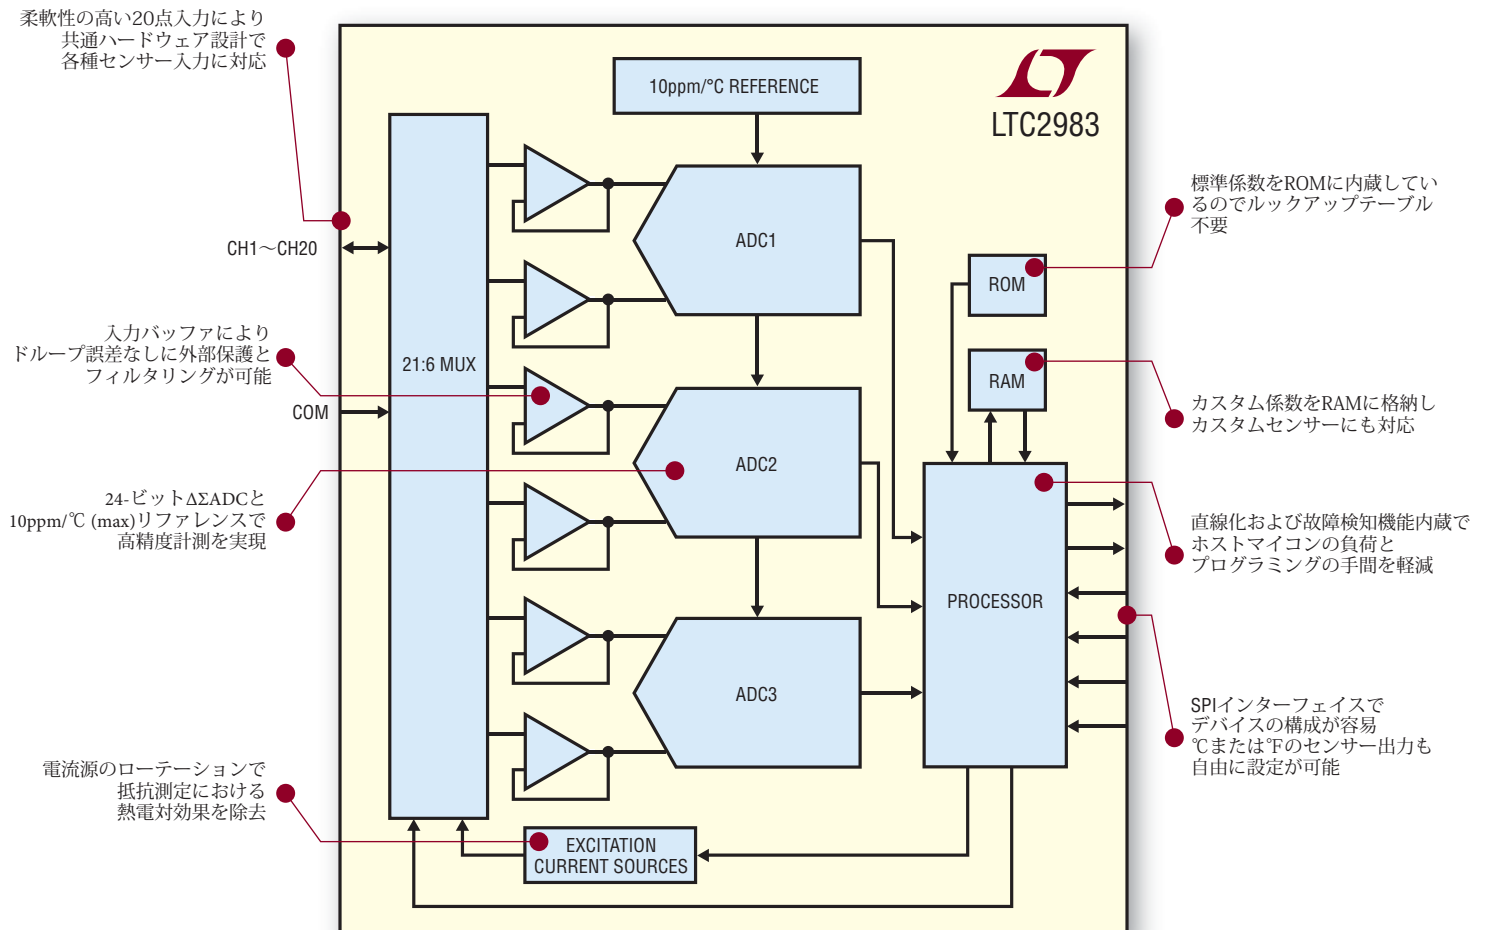 柔軟性の高い20点入力により
共通ハードウェア設計で
各種センサー入力に対応
10ppm/°C REFERENCE
LTC2983
ADC1
CH1～CH20
標準係数をROMに内蔵してい
るのでルックアップテーブル
不要
ROM
入力バッファにより
ドループ誤差なしに外部保護と
フィルタリングが可能
21:6 MUX
RAM
COM
カスタム係数をRAMに格納し
カスタムセンサーにも対応
ADC2
24-ビットΔΣADCと
10ppm/℃ (max)リファレンスで
高精度計測を実現
直線化および故障検知機能内蔵で
ホストマイコンの負荷と
プログラミングの手間を軽減
PROCESSOR
ADC3
SPIインターフェイスで
デバイスの構成が容易
℃または℉のセンサー出力も
自由に設定が可能
電流源のローテーションで
抵抗測定における
熱電対効果を除去
EXCITATION
CURRENT SOURCES